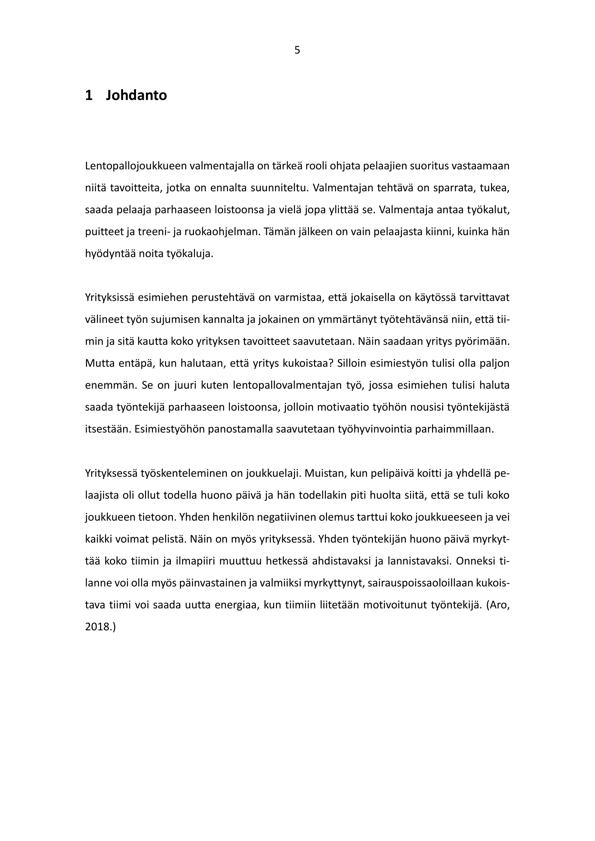 5
1 Johdanto
Lentopallojoukkueen valmentajalla on tärkeä rooli ohjata pelaajien suoritus vastaamaan
niitä tavoitteita, jotka on ennalta suunniteltu. Valmentajan tehtävä on sparrata, tukea,
saada pelaaja parhaaseen loistoonsa ja vielä jopa ylittää se. Valmentaja antaa työkalut,
puitteet ja treeni- ja ruokaohjelman. Tämän jälkeen on vain pelaajasta kiinni, kuinka hän
hyödyntää noita työkaluja.
Yrityksissä esimiehen perustehtävä on varmistaa, että jokaisella on käytössä tarvittavat
välineet työn sujumisen kannalta ja jokainen on ymmärtänyt työtehtävänsä niin, että tii-
min ja sitä kautta koko yrityksen tavoitteet saavutetaan. Näin saadaan yritys pyörimään.
Mutta entäpä, kun halutaan, että yritys kukoistaa? Silloin esimiestyön tulisi olla paljon
enemmän. Se on juuri kuten lentopallovalmentajan työ, jossa esimiehen tulisi haluta
saada työntekijä parhaaseen loistoonsa, jolloin motivaatio työhön nousisi työntekijästä
itsestään. Esimiestyöhön panostamalla saavutetaan työhyvinvointia parhaimmillaan.
Yrityksessä työskenteleminen on joukkuelaji. Muistan, kun pelipäivä koitti ja yhdellä pe-
laajista oli ollut todella huono päivä ja hän todellakin piti huolta siitä, että se tuli koko
joukkueen tietoon. Yhden henkilön negatiivinen olemus tarttui koko joukkueeseen ja vei
kaikki voimat pelistä. Näin on myös yrityksessä. Yhden työntekijän huono päivä myrkyt-
tää koko tiimin ja ilmapiiri muuttuu hetkessä ahdistavaksi ja lannistavaksi. Onneksi ti-
lanne voi olla myös päinvastainen ja valmiiksi myrkyttynyt, sairauspoissaoloillaan kukois-
tava tiimi voi saada uutta energiaa, kun tiimiin liitetään motivoitunut työntekijä. (Aro,
2018.)